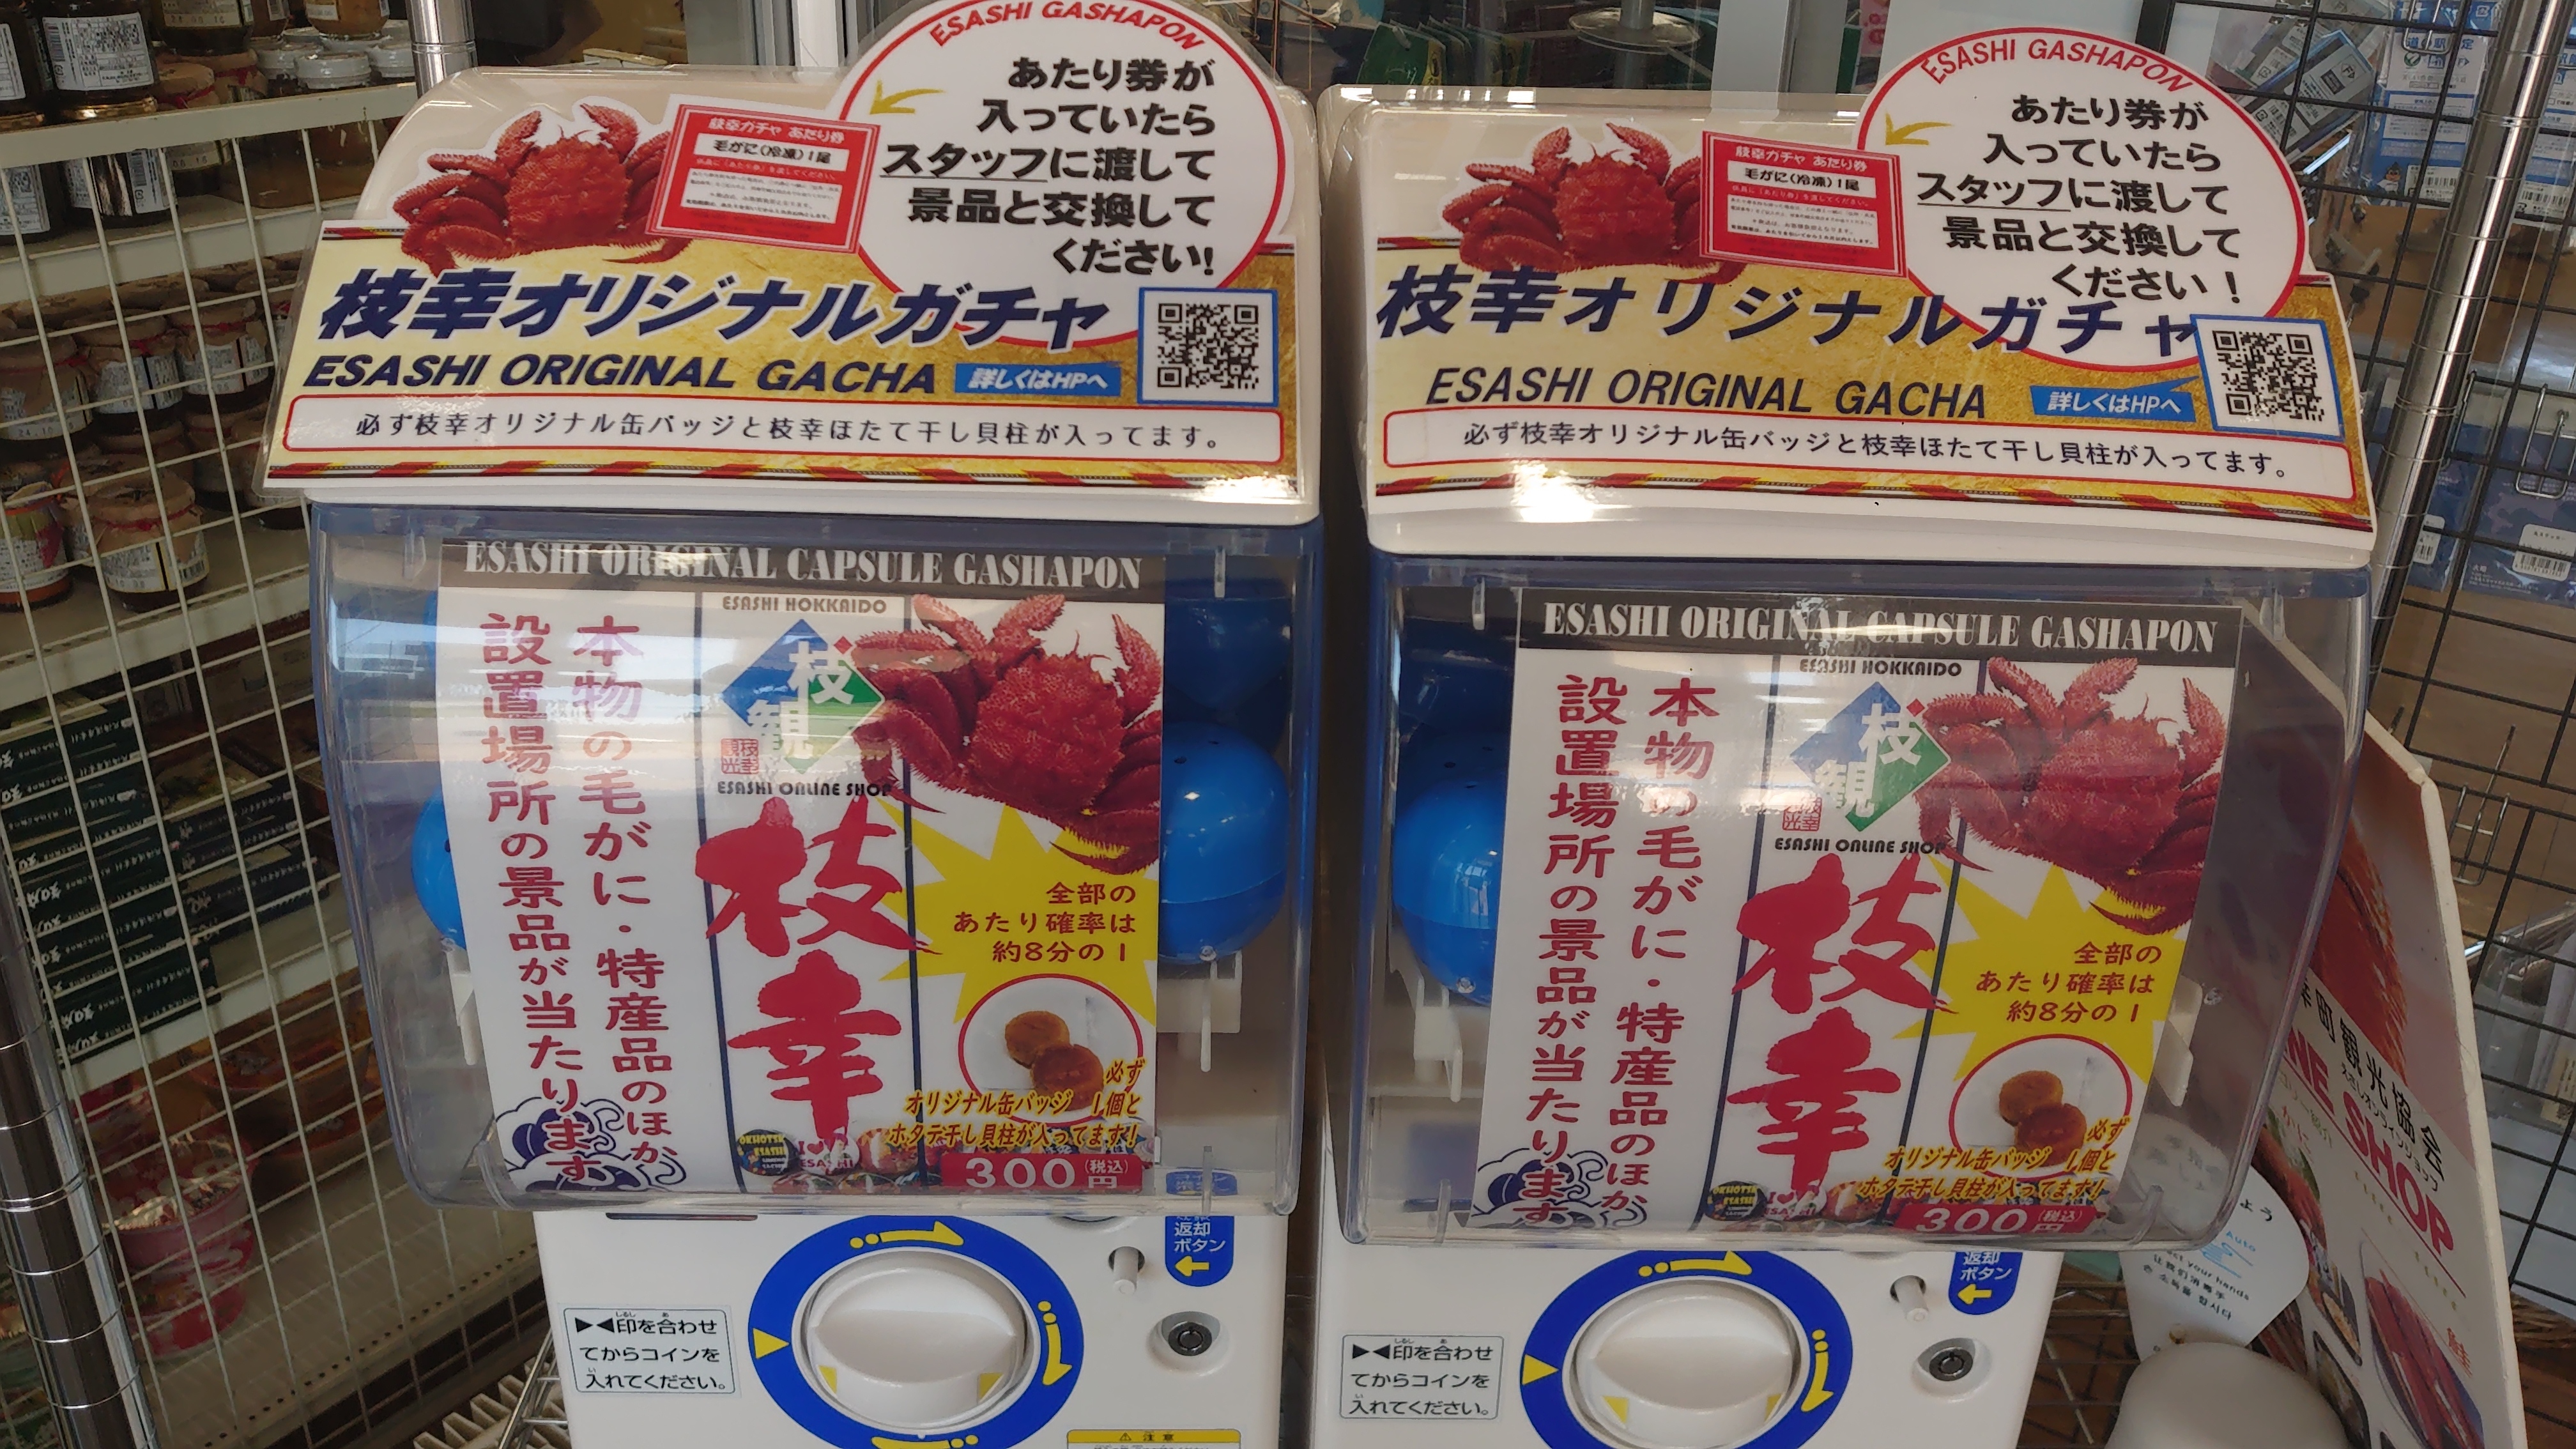 ESASHI GASHAPON
あたり券が
入っていたら
スタッフに渡して
景品と交換して
ください!
枝幸ガチャ あたり券
毛がに(冷凍)1尾
枝幸オリジナルガチャ
ESASHI ORIGINAL GACHA
詳しくはHPへ
必ず枝幸オリジナル缶バッジと枝幸ほたて干し貝柱が入ってます。
ESASHI ORIGINAL CAPSULE GASHAPON
本物の毛がに・特産品のほか、
設置場所の景品が当たります
ESASHI HOKKAIDO
枝
観
枝幸
観光
ESASHI ONLINE SHOP
枝幸
全部の
あたり確率は
約8分の1
必ず
オリジナル缶バッジ 1個と
ホタテ干し貝柱が入ってます!
300円(税込)
返却
ボタン
▶◀印を合わせ
てからコインを
入れてください。
⚠注意
ESASHI GASHAPON
あたり券が
入っていたら
スタッフに渡して
景品と交換して
ください!
枝幸ガチャ あたり券
毛がに(冷凍)1尾
枝幸オリジナルガチャ
ESASHI ORIGINAL GACHA
詳しくはHPへ
必ず枝幸オリジナル缶バッジと枝幸ほたて干し貝柱が入ってます。
ESASHI ORIGINAL CAPSULE GASHAPON
本物の毛がに・特産品のほか、
設置場所の景品が当たります
ESASHI HOKKAIDO
枝
観
ESASHI ONLINE SHOP
枝幸
全部の
あたり確率は
約8分の1
必ず
オリジナル缶バッジ 1個と
ホタテ干し貝柱が入ってます!
300円(税込)
返却
ボタン
▶◀印を合わせ
てからコインを
入れてください。
町観光協会
SHOP